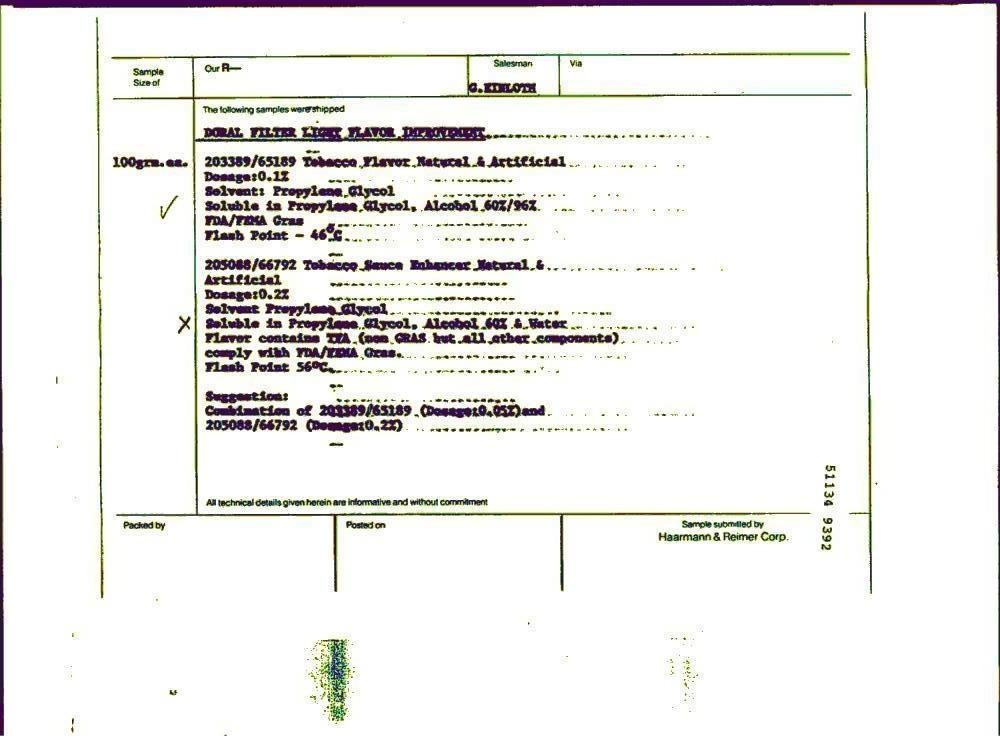 Sample
Size of
Our R—
Salesman
Via
G. KINLOTH
The following samples were shipped
DORAL FILTER LIGHT FLAVOR IMPROVEMENT
100grm.ea.
203389/65189 Tobacco Flavor Natural & Artificial
Dosage:0.1%
Solvent: Propylene Glycol
Soluble in Propylene Glycol, Alcohol 60%/96%
FDA/FEMA Gras
Flash Point - 46°C
205088/66792 Tobacco Sauce Enhancer Natural &
Artificial
Dosage:0.2%
Solvent Propylene Glycol
Soluble in Propylene Glycol, Alcohol 60% & Water
Flavor contains TFA (non GRAS but all other components)
comply wihh FDA/FEMA Gras.
Flash Point 56°C.
Suggestion:
Combination of 203389/65189 (Dosage:0.05%)and
205088/66792 (Dosage:0.2%)
All technical details given herein are informative and without commitment
Packed by
Posted on
Sample submitted by
Haarmann & Reimer Corp.
51134 9392